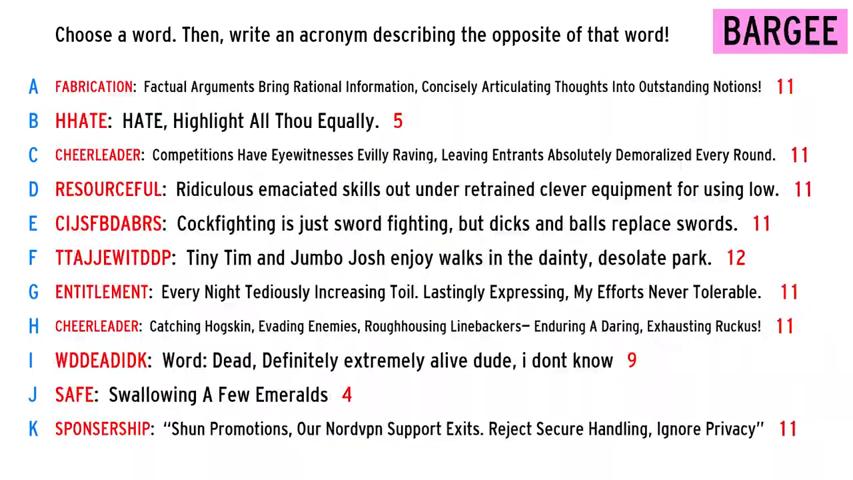 Choose a word. Then, write an acronym describing the opposite of that word!
BARGEE
A FABRICATION: Factual Arguments Bring Rational Information, Concisely Articulating Thoughts Into Outstanding Notions! 11
B HHATE: HATE, Highlight All Thou Equally. 5
C CHEERLEADER: Competitions Have Eyewitnesses Evilly Raving, Leaving Entrants Absolutely Demoralized Every Round. 11
D RESOURCEFUL: Ridiculous emaciated skills out under retrained clever equipment for using low. 11
E CIJSFBDABRS: Cockfighting is just sword fighting, but dicks and balls replace swords. 11
F TTAJJEWITDDP: Tiny Tim and Jumbo Josh enjoy walks in the dainty, desolate park. 12
G ENTITLEMENT: Every Night Tediously Increasing Toil. Lastingly Expressing, My Efforts Never Tolerable. 11
H CHEERLEADER: Catching Hogskin, Evading Enemies, Roughhousing Linebackers— Enduring A Daring, Exhausting Ruckus! 11
I WDDEADIDK: Word: Dead, Definitely extremely alive dude, i dont know 9
J SAFE: Swallowing A Few Emeralds 4
K SPONSERSHIP: “Shun Promotions, Our Nordvpn Support Exits. Reject Secure Handling, Ignore Privacy” 11